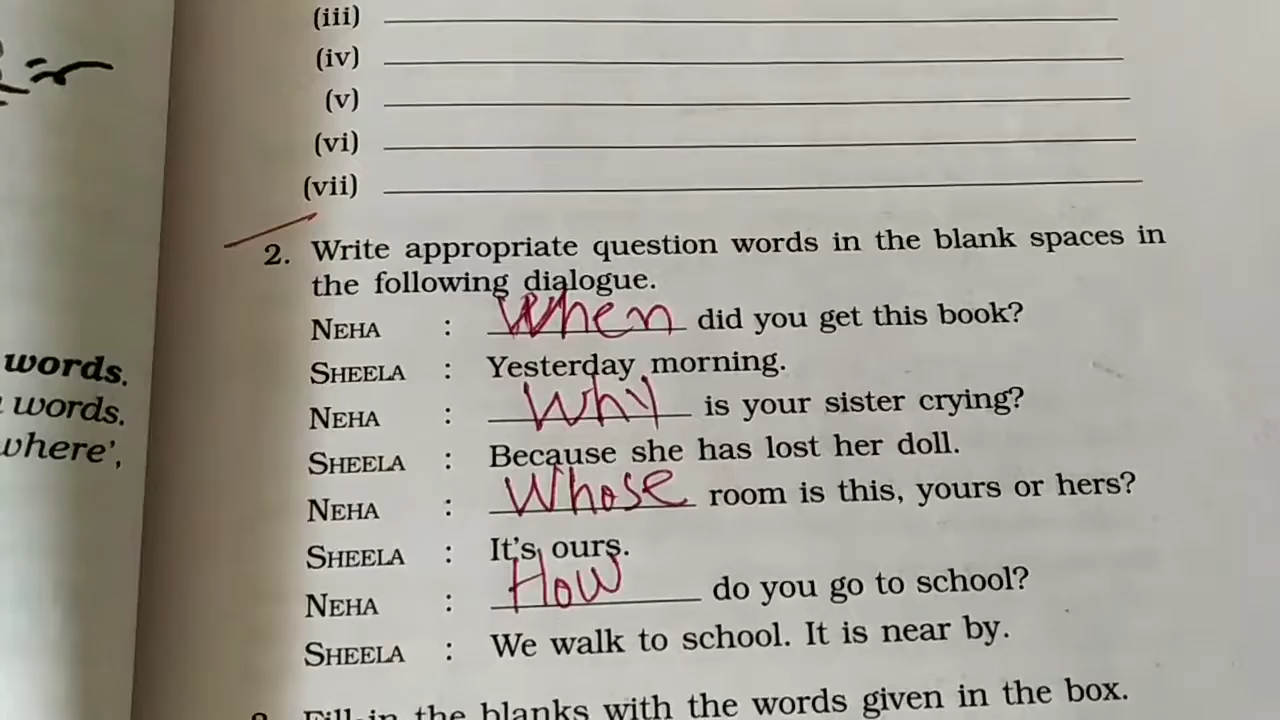 (iii)
(iv)
(v)
(vi)
(vii)
2. Write appropriate question words in the blank spaces in
the following dialogue.
NEHA : When did you get this book?
SHEELA : Yesterday morning.
words.
NEHA : Why is your sister crying?
words.
SHEELA : Because she has lost her doll.
where',
NEHA : Whose room is this, yours or hers?
SHEELA : It's ours.
NEHA : How do you go to school?
SHEELA : We walk to school. It is near by.
Fill in the blanks with the words given in the box.